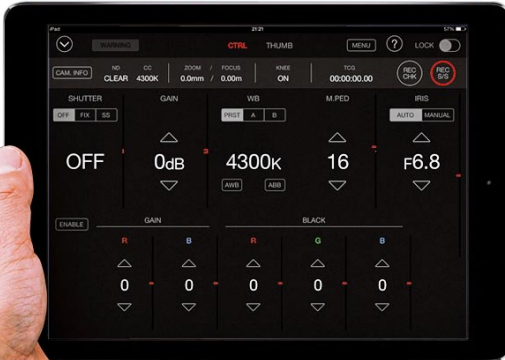 iPad 21:21 57%
WARNING CTRL THUMB MENU ? LOCK
CAM. INFO ND CC ZOOM / FOCUS KNEE TCG REC CHK REC S/S
CLEAR 4300K 0.0mm / 0.00m ON 00:00:00.00
SHUTTER GAIN WB M.PED IRIS
OFF FIX SS PRST A B AUTO MANUAL
OFF 0dB 4300K 16 F6.8
AWB ABB
ENABLE GAIN BLACK
R B R G B
0 0 0 0 0